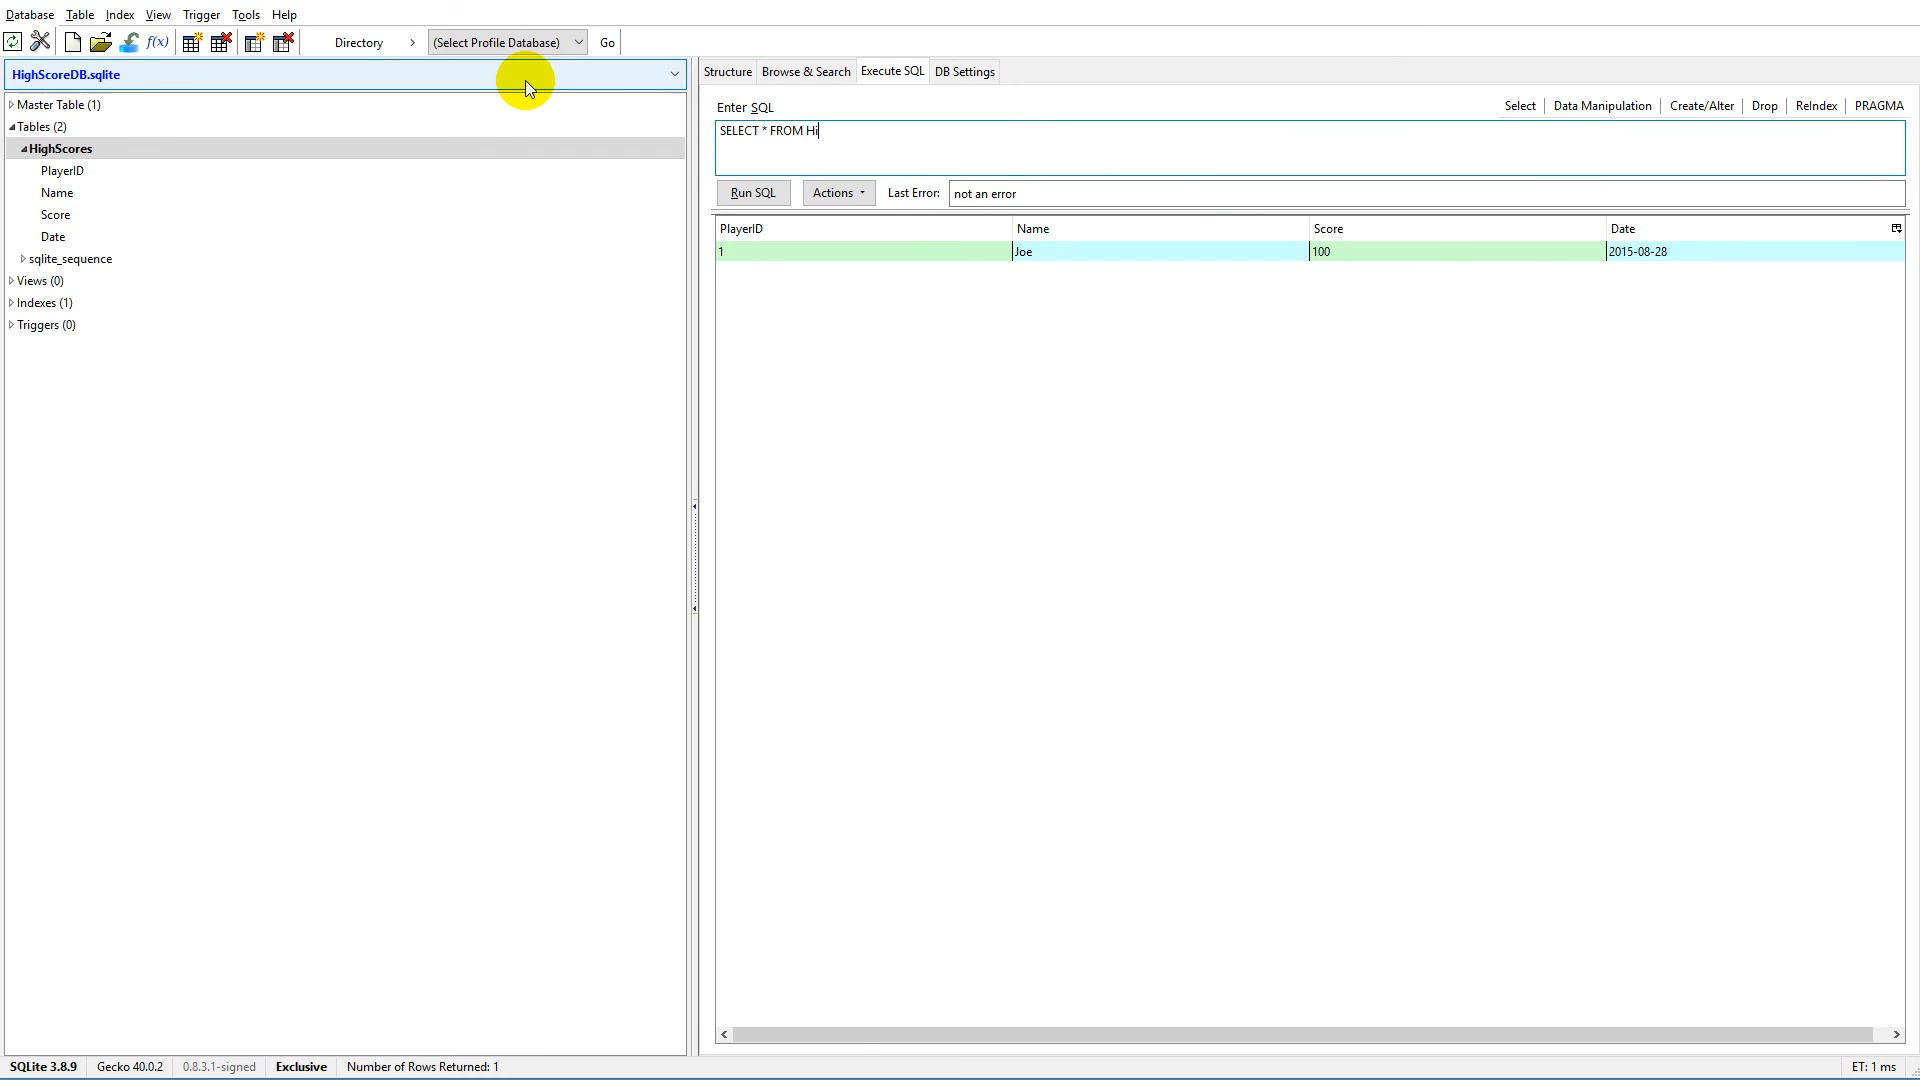 Database Table Index View Trigger Tools Help
f(x) Directory > (Select Profile Database) Go
HighScoreDB.sqlite
Master Table (1)
Tables (2)
HighScores
PlayerID
Name
Score
Date
sqlite_sequence
Views (0)
Indexes (1)
Triggers (0)
Structure Browse & Search Execute SQL DB Settings
Enter SQL Select Data Manipulation Create/Alter Drop ReIndex PRAGMA
SELECT * FROM Hi
Run SQL Actions Last Error: not an error
PlayerID Name Score Date
1 Joe 100 2015-08-28
SQLite 3.8.9 Gecko 40.0.2 0.8.3.1-signed Exclusive Number of Rows Returned: 1 ET: 1 ms